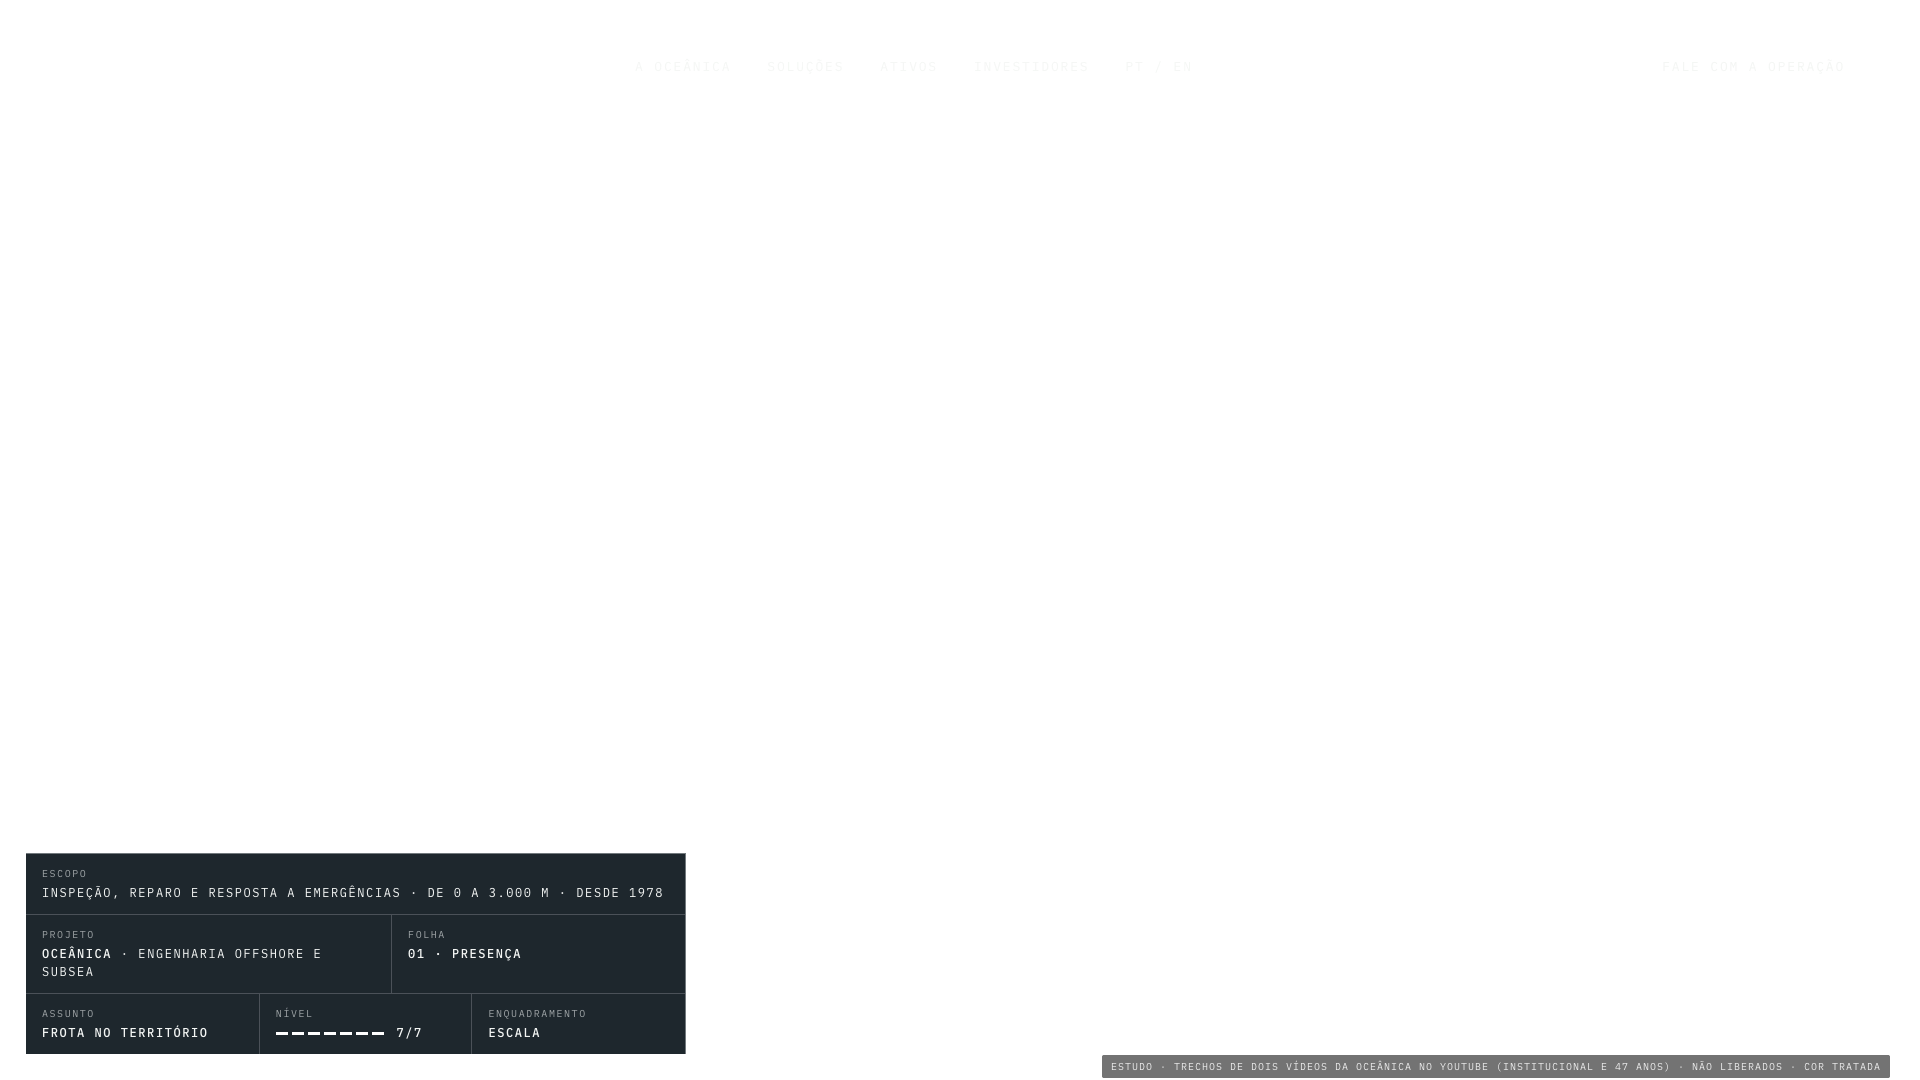 A OCEÂNICA SOLUÇÕES ATIVOS INVESTIDORES PT / EN FALE COM A OPERAÇÃO
ESCOPO
INSPEÇÃO, REPARO E RESPOSTA A EMERGÊNCIAS · DE 0 A 3.000 M · DESDE 1978
PROJETO
OCEÂNICA · ENGENHARIA OFFSHORE E
SUBSEA
FOLHA
01 · PRESENÇA
ASSUNTO
FROTA NO TERRITÓRIO
NÍVEL
7/7
ENQUADRAMENTO
ESCALA
ESTUDO · TRECHOS DE DOIS VÍDEOS DA OCEÂNICA NO YOUTUBE (INSTITUCIONAL E 47 ANOS) · NÃO LIBERADOS · COR TRATADA